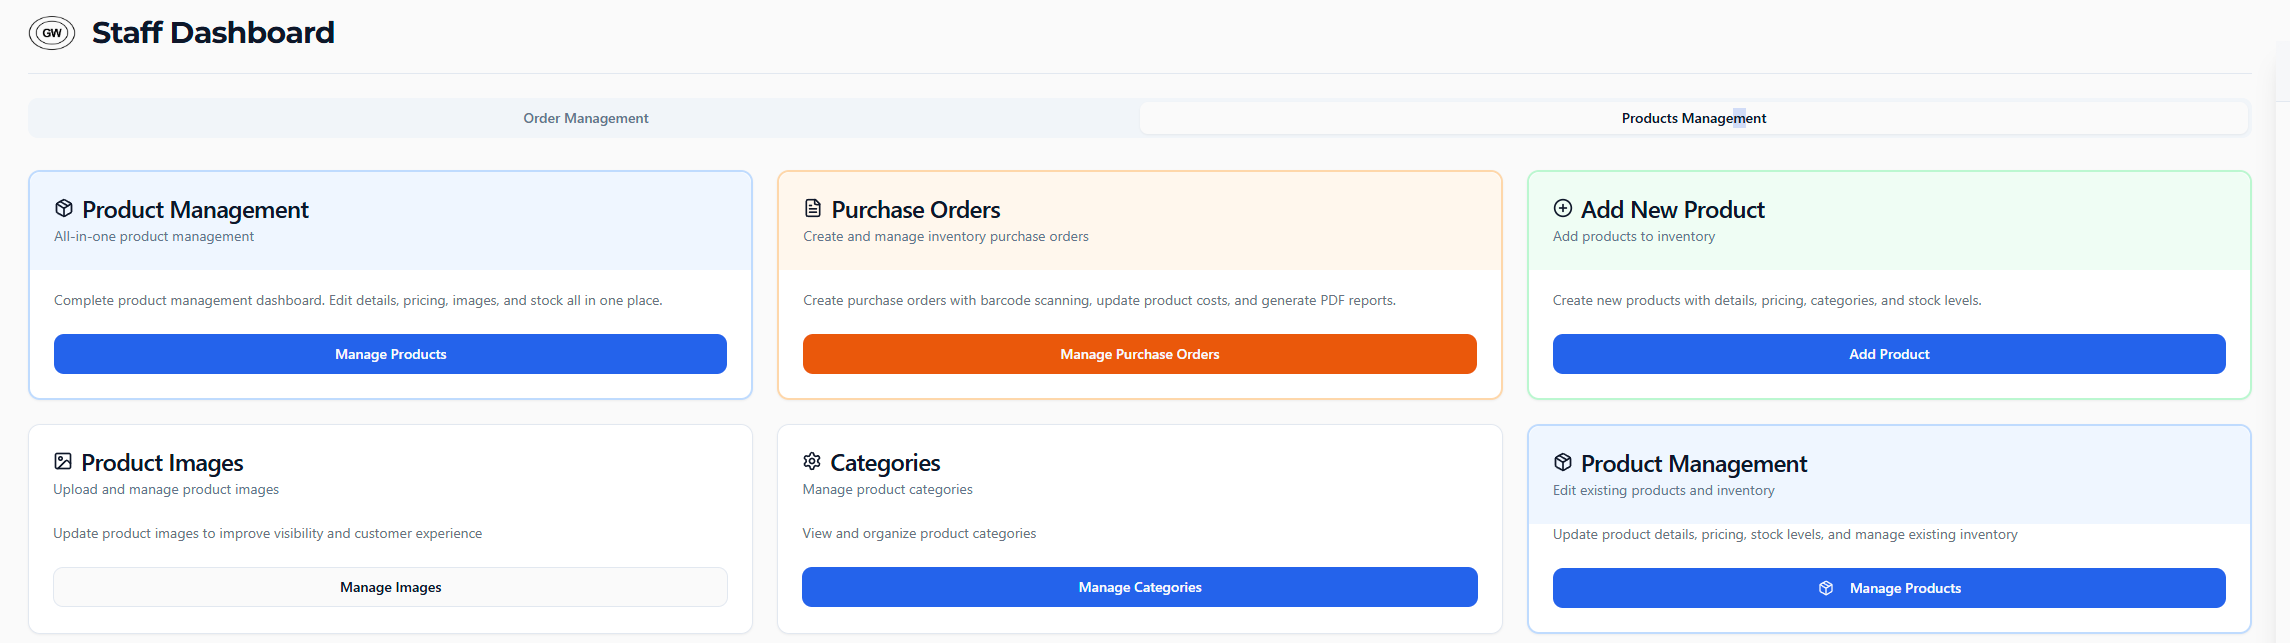 GW
Staff Dashboard
Order Management
Products Management
Product Management
All-in-one product management
Complete product management dashboard. Edit details, pricing, images, and stock all in one place.
Manage Products
Purchase Orders
Create and manage inventory purchase orders
Create purchase orders with barcode scanning, update product costs, and generate PDF reports.
Manage Purchase Orders
Add New Product
Add products to inventory
Create new products with details, pricing, categories, and stock levels.
Add Product
Product Images
Upload and manage product images
Update product images to improve visibility and customer experience
Manage Images
Categories
Manage product categories
View and organize product categories
Manage Categories
Product Management
Edit existing products and inventory
Update product details, pricing, stock levels, and manage existing inventory
Manage Products